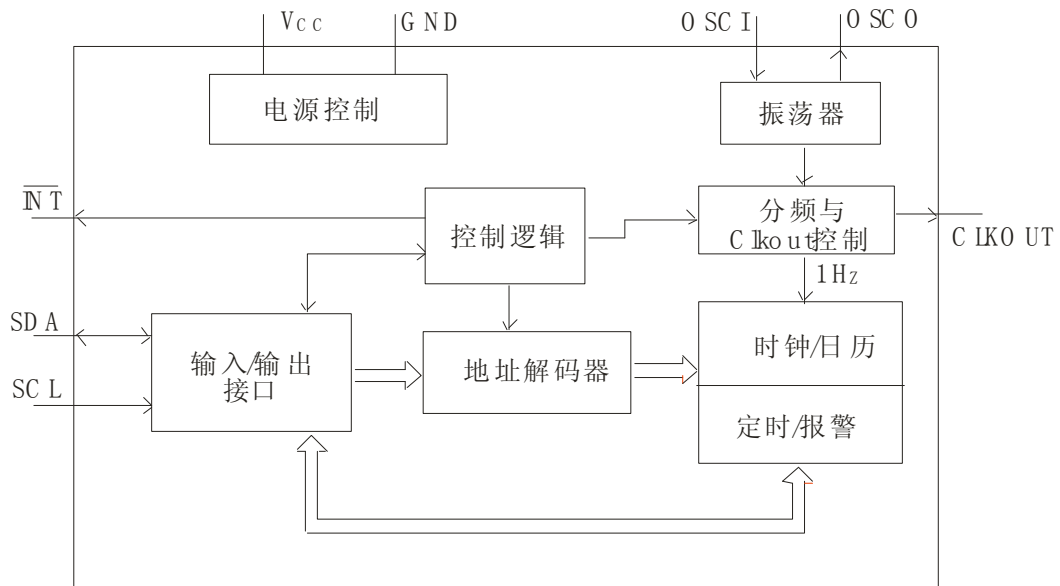 Vcc GND OSCI OSCO
电源控制
振荡器
INT
控制逻辑
分频与
Clkout控制
CLKOUT
1Hz
SDA
SCL
输入/输出
接口
地址解码器
时钟/日历
定时/报警